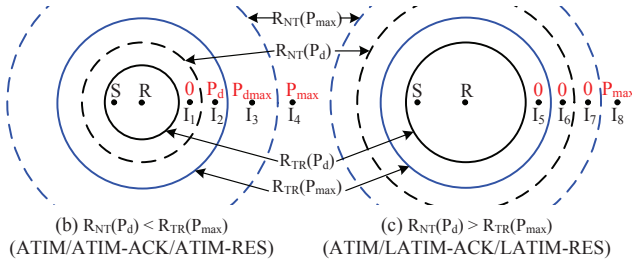 R_NT(P_max)
R_NT(P_d)
S R 0 P_d P_dmax P_max
I_1 I_2 I_3 I_4
S R 0 0 0 P_max
I_5 I_6 I_7 I_8
R_TR(P_d)
R_TR(P_max)
(b) R_NT(P_d) < R_TR(P_max)
(ATIM/ATIM-ACK/ATIM-RES)
(c) R_NT(P_d) > R_TR(P_max)
(ATIM/LATIM-ACK/LATIM-RES)